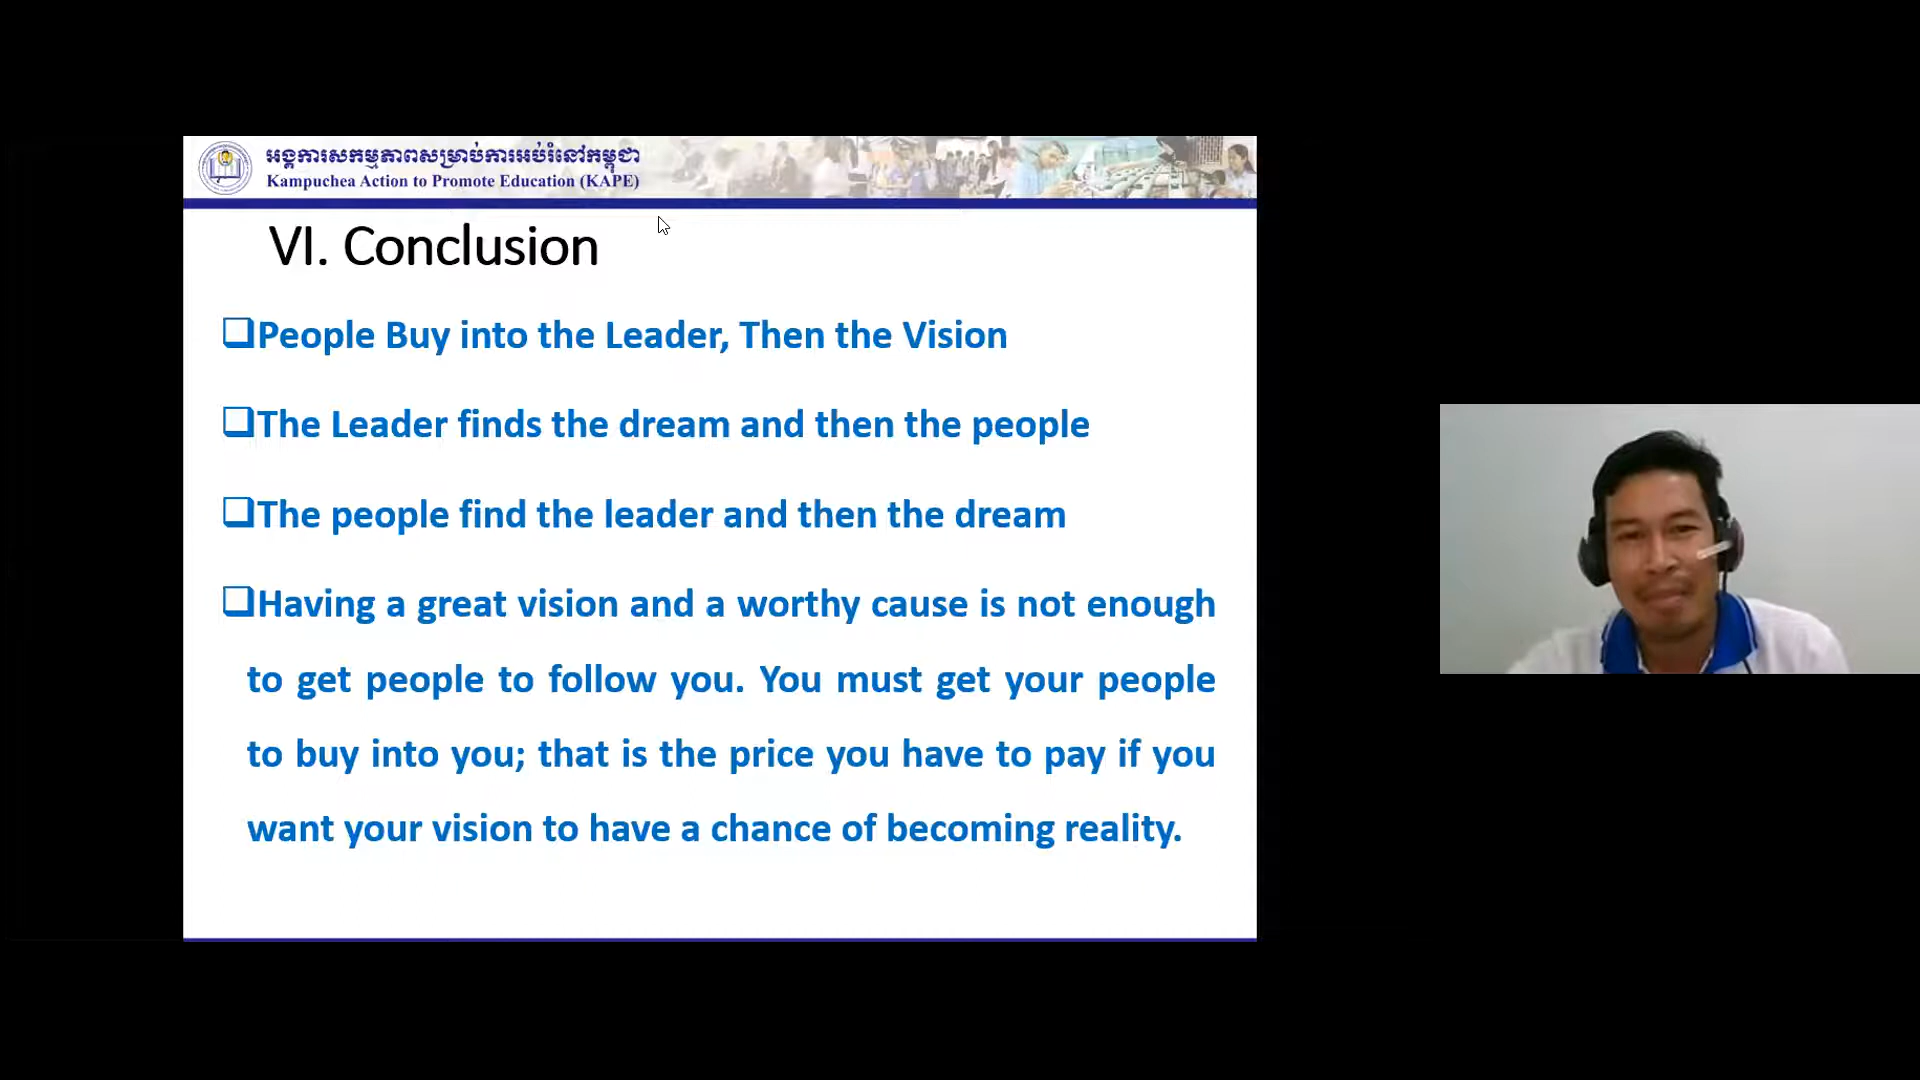 អង្គការសកម្មភាពសម្រាប់ការអប់រំនៅកម្ពុជា
Kampuchea Action to Promote Education (KAPE)
VI. Conclusion
❑People Buy into the Leader, Then the Vision
❑The Leader finds the dream and then the people
❑The people find the leader and then the dream
❑Having a great vision and a worthy cause is not enough
to get people to follow you. You must get your people
to buy into you; that is the price you have to pay if you
want your vision to have a chance of becoming reality.